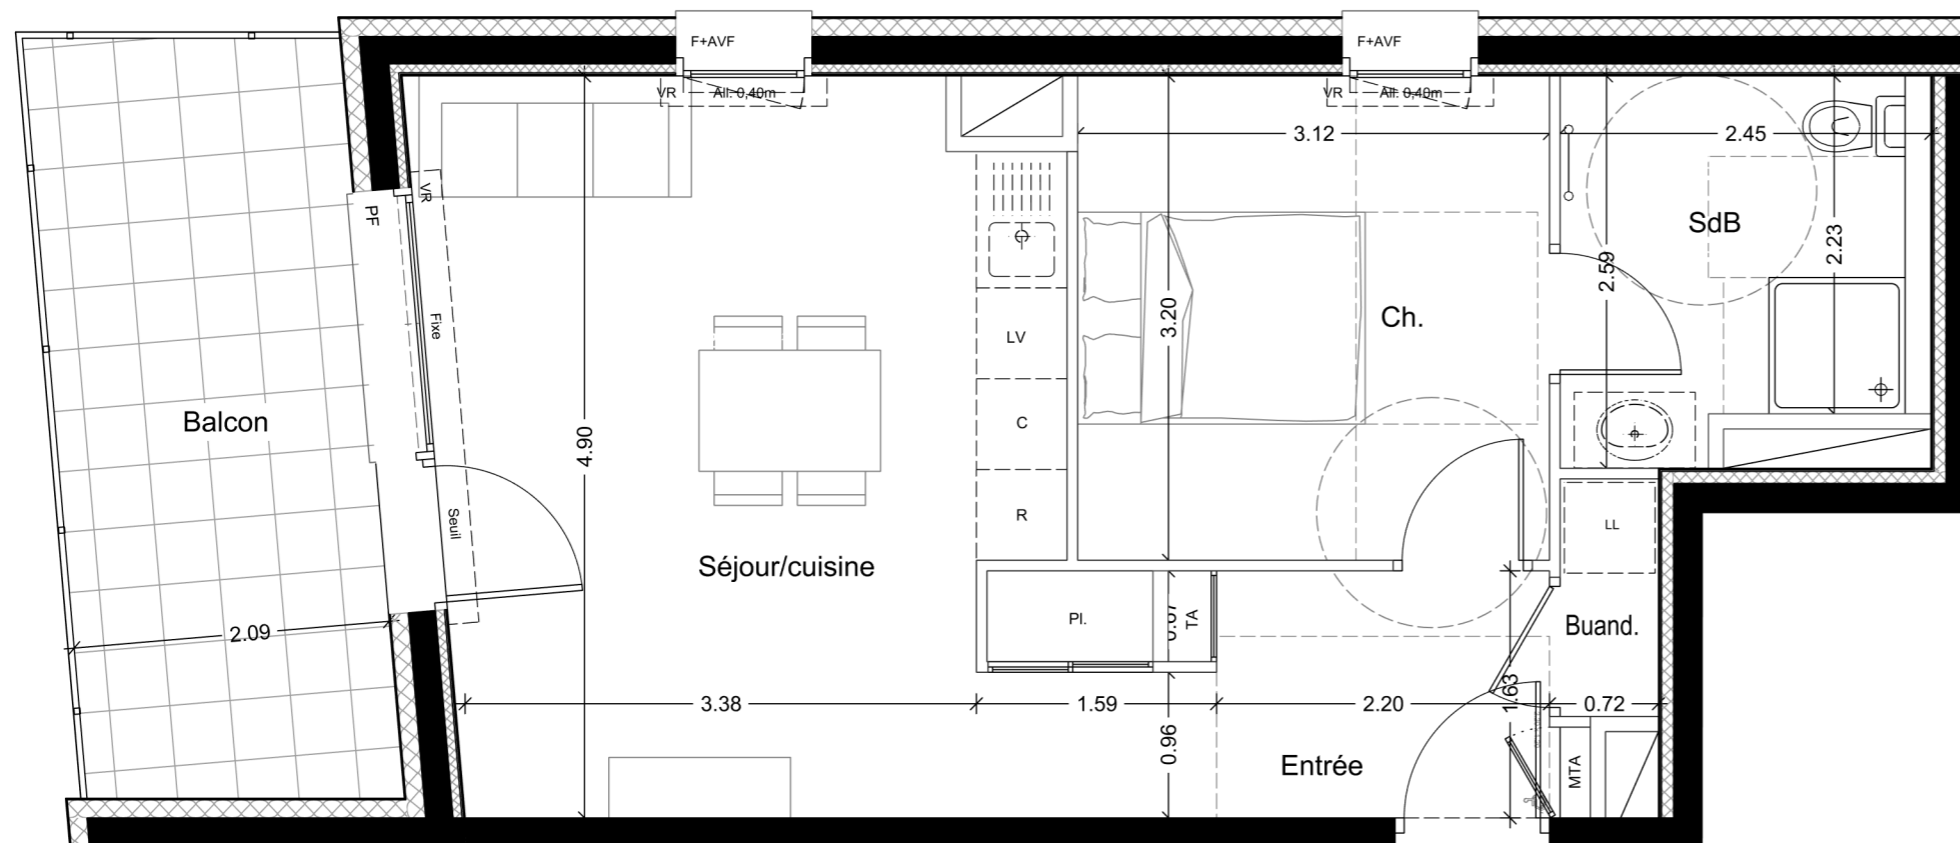 F+AVF
F+AVF
VR
All. 0,40m
VR
All. 0,40m
3.12
2.45
VR
PF
SdB
2.23
2.59
3.20
Ch.
Fixe
LV
Balcon
C
4.90
R
Seuil
LL
Séjour/cuisine
Pl.
TA
Buand.
2.09
3.38
1.59
2.20
1.63
0.72
0.96
Entrée
MTA